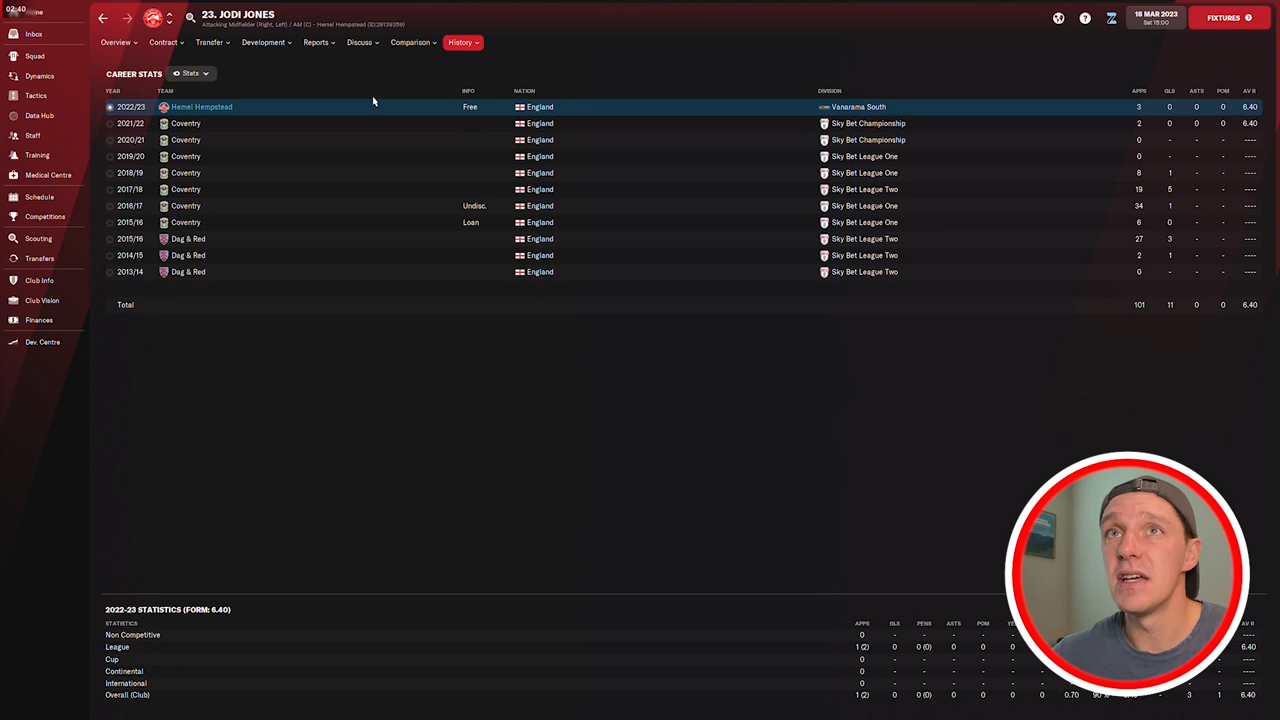 02:40
23. JODI JONES
Attacking Midfielder (Right, Left) / AM (C) - Hemel Hempstead (ID:29139359)
18 MAR 2023
Sat 15:00
FIXTURES
Inbox
Squad
Dynamics
Tactics
Data Hub
Staff
Training
Medical Centre
Schedule
Competitions
Scouting
Transfers
Club Info
Club Vision
Finances
Dev. Centre
Overview Contract Transfer Development Reports Discuss Comparison History
CAREER STATS Stats
YEAR TEAM INFO NATION DIVISION APPS GLS ASTS POM AV R
2022/23 Hemel Hempstead Free England Vanarama South 3 0 0 0 6.40
2021/22 Coventry England Sky Bet Championship 2 0 0 0 6.40
2020/21 Coventry England Sky Bet Championship 0 - - - ----
2019/20 Coventry England Sky Bet League One 0 - - - ----
2018/19 Coventry England Sky Bet League One 8 1 - - ----
2017/18 Coventry England Sky Bet League Two 19 5 - - ----
2016/17 Coventry Undisc. England Sky Bet League One 34 1 - - ----
2015/16 Coventry Loan England Sky Bet League One 6 0 - - ----
2015/16 Dag & Red England Sky Bet League Two 27 3 - - ----
2014/15 Dag & Red England Sky Bet League Two 2 1 - - ----
2013/14 Dag & Red England Sky Bet League Two 0 - - - ----
Total 101 11 0 0 6.40
2022-23 STATISTICS (FORM: 6.40)
STATISTICS APPS GLS PENS ASTS POM AV R
Non Competitive 0 - - - - ----
League 1 (2) 0 0 (0) 0 0 6.40
Cup 0 - - - - ----
Continental 0 - - - - ----
International 0 - - - - ----
Overall (Club) 1 (2) 0 0 (0) 0 0 0 0.70 90 % - 3 1 6.40